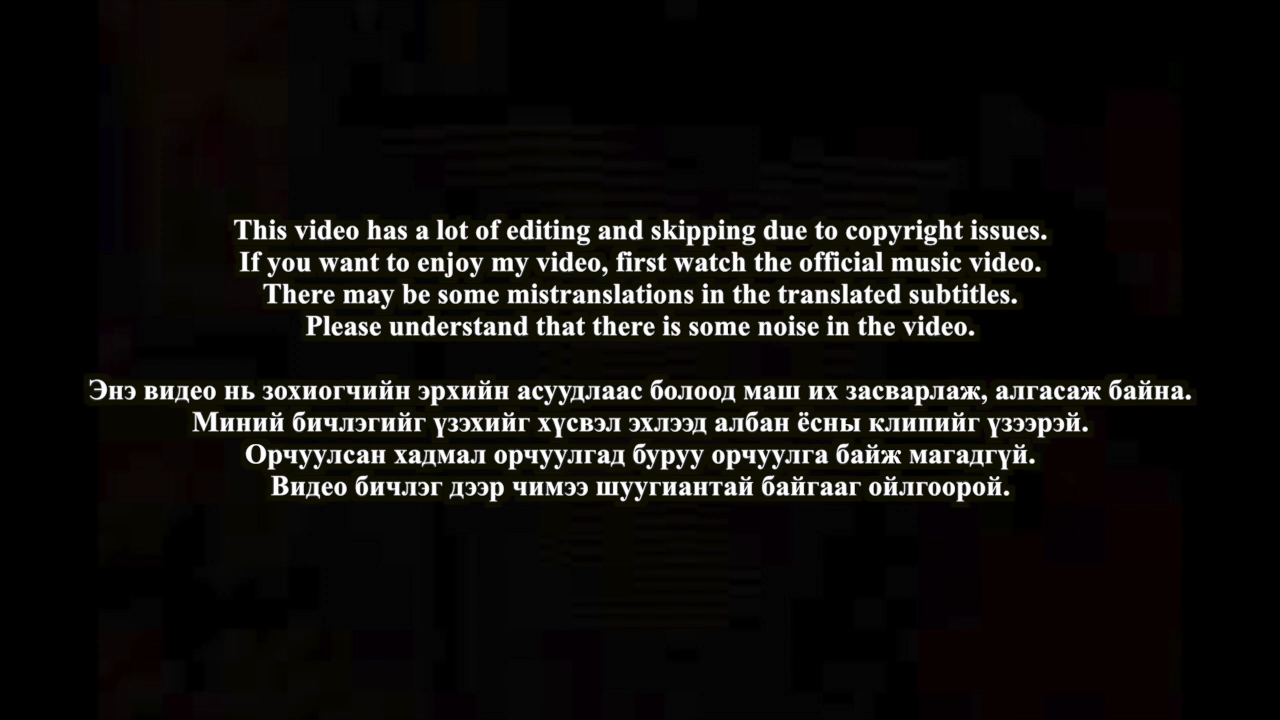 This video has a lot of editing and skipping due to copyright issues.
If you want to enjoy my video, first watch the official music video.
There may be some mistranslations in the translated subtitles.
Please understand that there is some noise in the video.
Энэ видео нь зохиогчийн эрхийн асуудлаас болоод маш их засварлаж, алгасаж байна.
Миний бичлэгийг үзэхийг хүсвэл эхлээд албан ёсны клипийг үзээрэй.
Орчуулсан хадмал орчуулгад буруу орчуулга байж магадгүй.
Видео бичлэг дээр чимээ шуугиантай байгааг ойлгоорой.